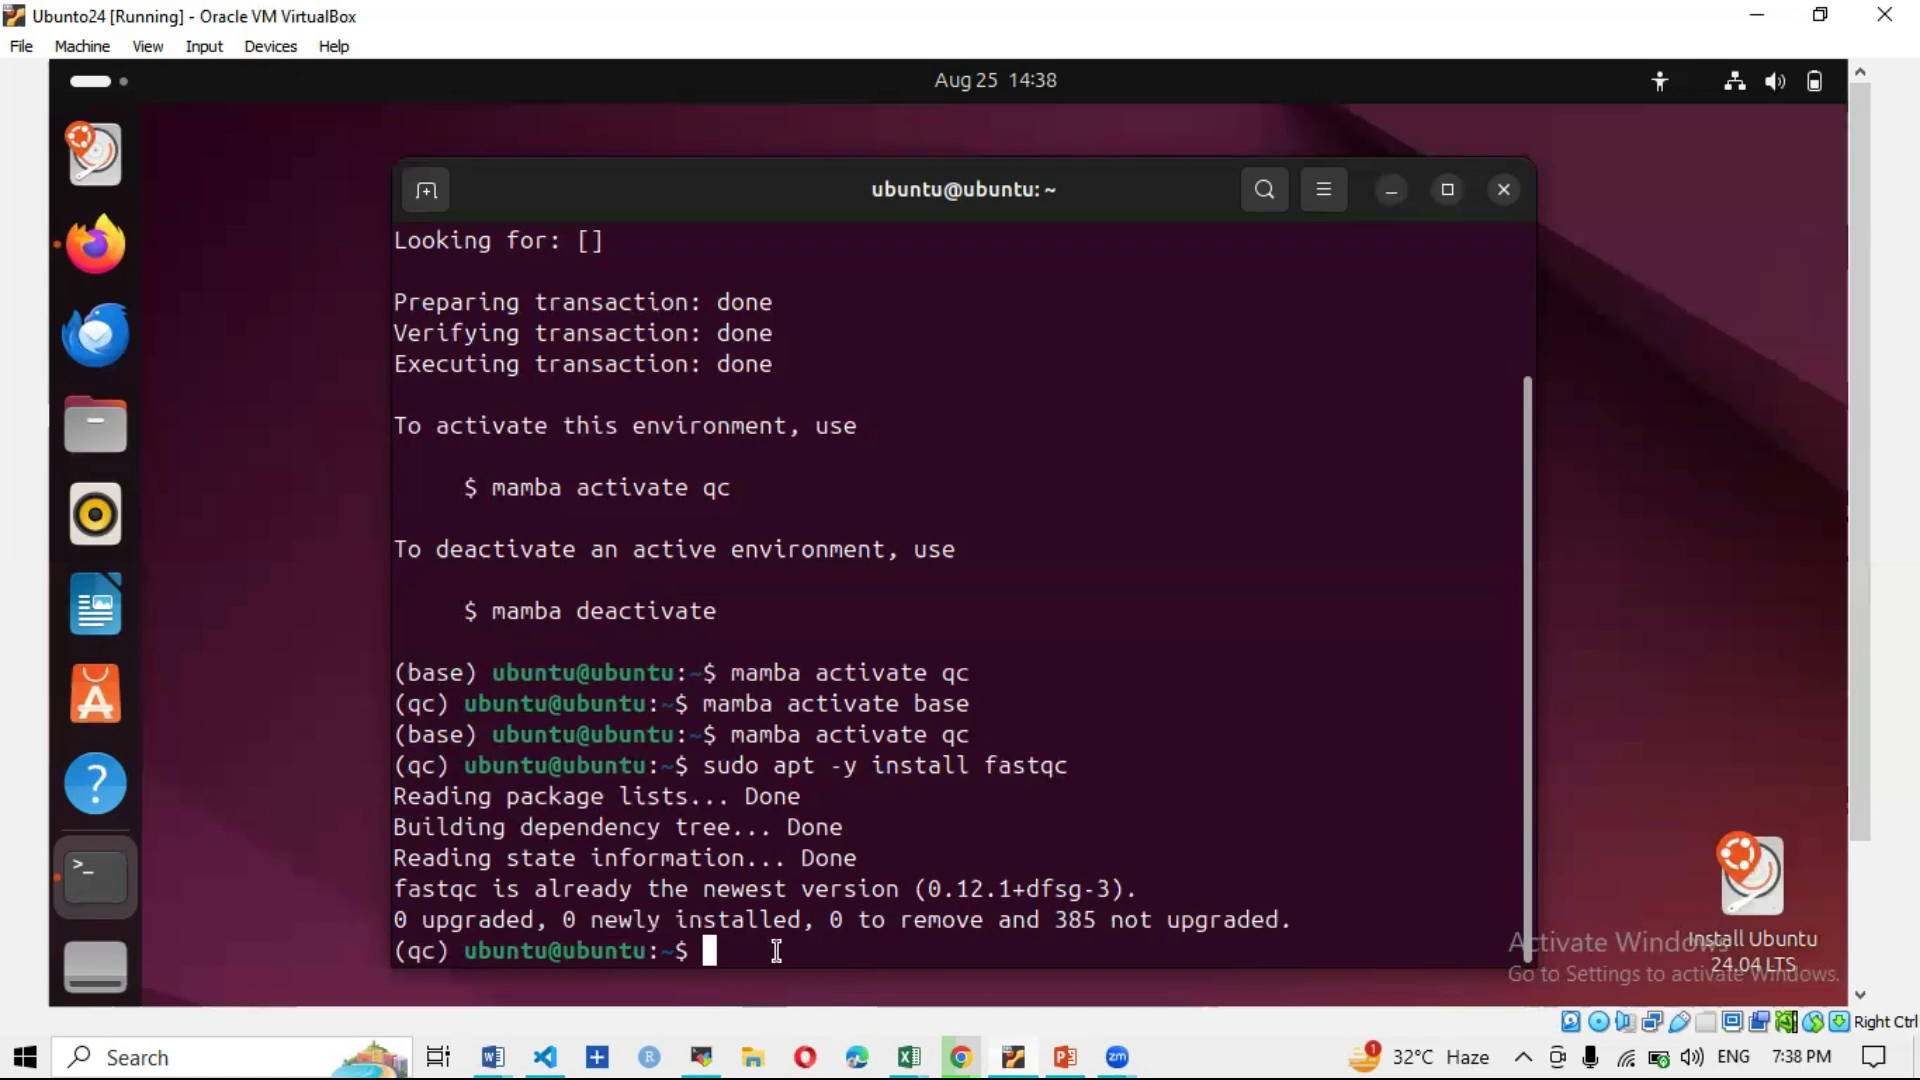 Ubunto24 [Running] - Oracle VM VirtualBox
File Machine View Input Devices Help
Aug 25 14:38
ubuntu@ubuntu: ~
Looking for: []
Preparing transaction: done
Verifying transaction: done
Executing transaction: done
To activate this environment, use
$ mamba activate qc
To deactivate an active environment, use
$ mamba deactivate
(base) ubuntu@ubuntu:~$ mamba activate qc
(qc) ubuntu@ubuntu:~$ mamba activate base
(base) ubuntu@ubuntu:~$ mamba activate qc
(qc) ubuntu@ubuntu:~$ sudo apt -y install fastqc
Reading package lists... Done
Building dependency tree... Done
Reading state information... Done
fastqc is already the newest version (0.12.1+dfsg-3).
0 upgraded, 0 newly installed, 0 to remove and 385 not upgraded.
(qc) ubuntu@ubuntu:~$
Install Ubuntu
24.04 LTS
Activate Windows
Go to Settings to activate Windows.
Right Ctrl
Search
32°C Haze
ENG
7:38 PM